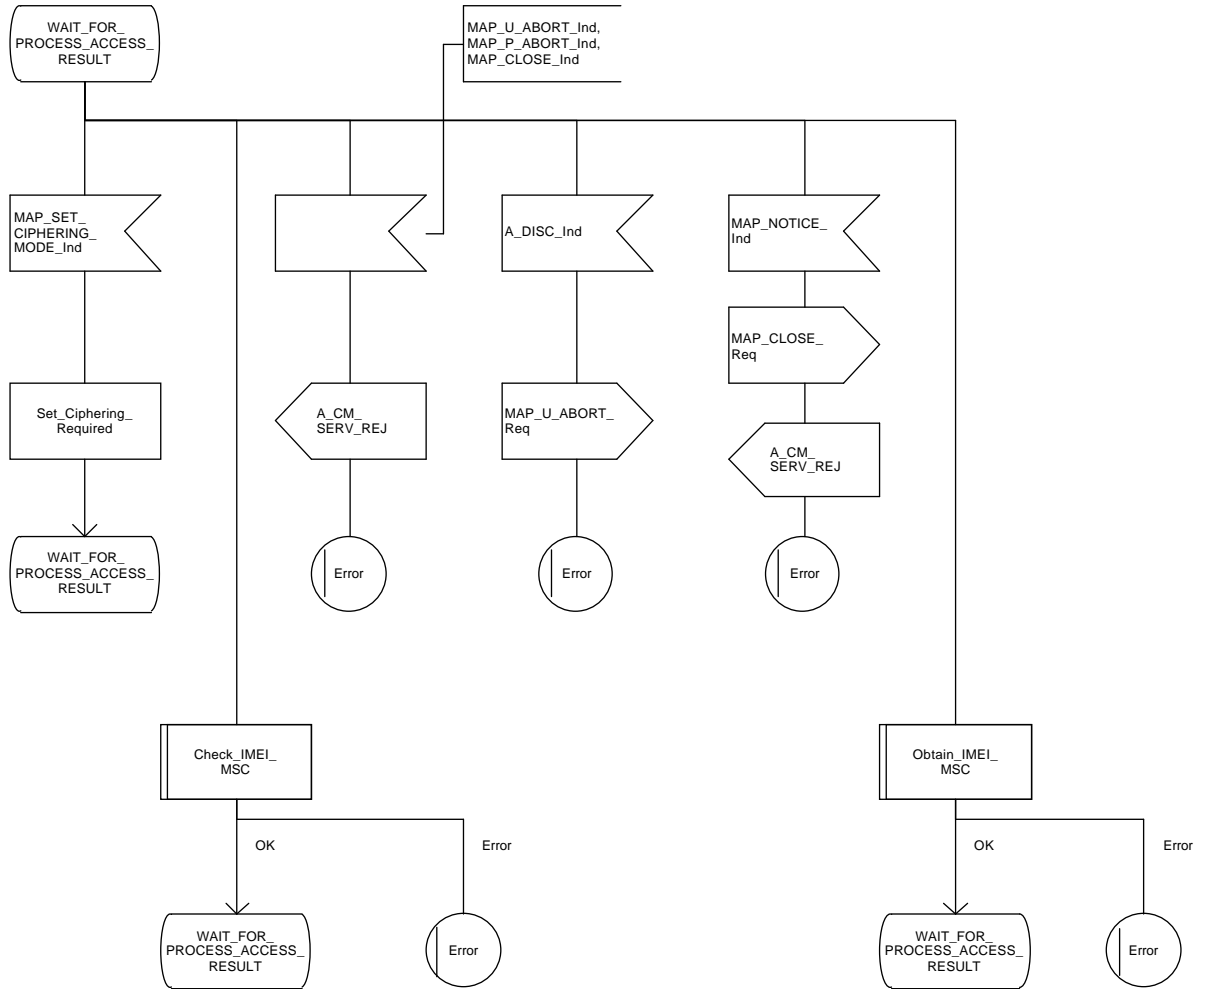 WAIT_FOR_
PROCESS_ACCESS_
RESULT
MAP_U_ABORT_Ind,
MAP_P_ABORT_Ind,
MAP_CLOSE_Ind
MAP_SET_
CIPHERING_
MODE_Ind
A_DISC_Ind
MAP_NOTICE_
Ind
MAP_CLOSE_
Req
Set_Ciphering_
Required
A_CM_
SERV_REJ
MAP_U_ABORT_
Req
A_CM_
SERV_REJ
WAIT_FOR_
PROCESS_ACCESS_
RESULT
Error
Error
Error
Check_IMEI_
MSC
Obtain_IMEI_
MSC
OK
Error
OK
Error
WAIT_FOR_
PROCESS_ACCESS_
RESULT
Error
WAIT_FOR_
PROCESS_ACCESS_
RESULT
Error